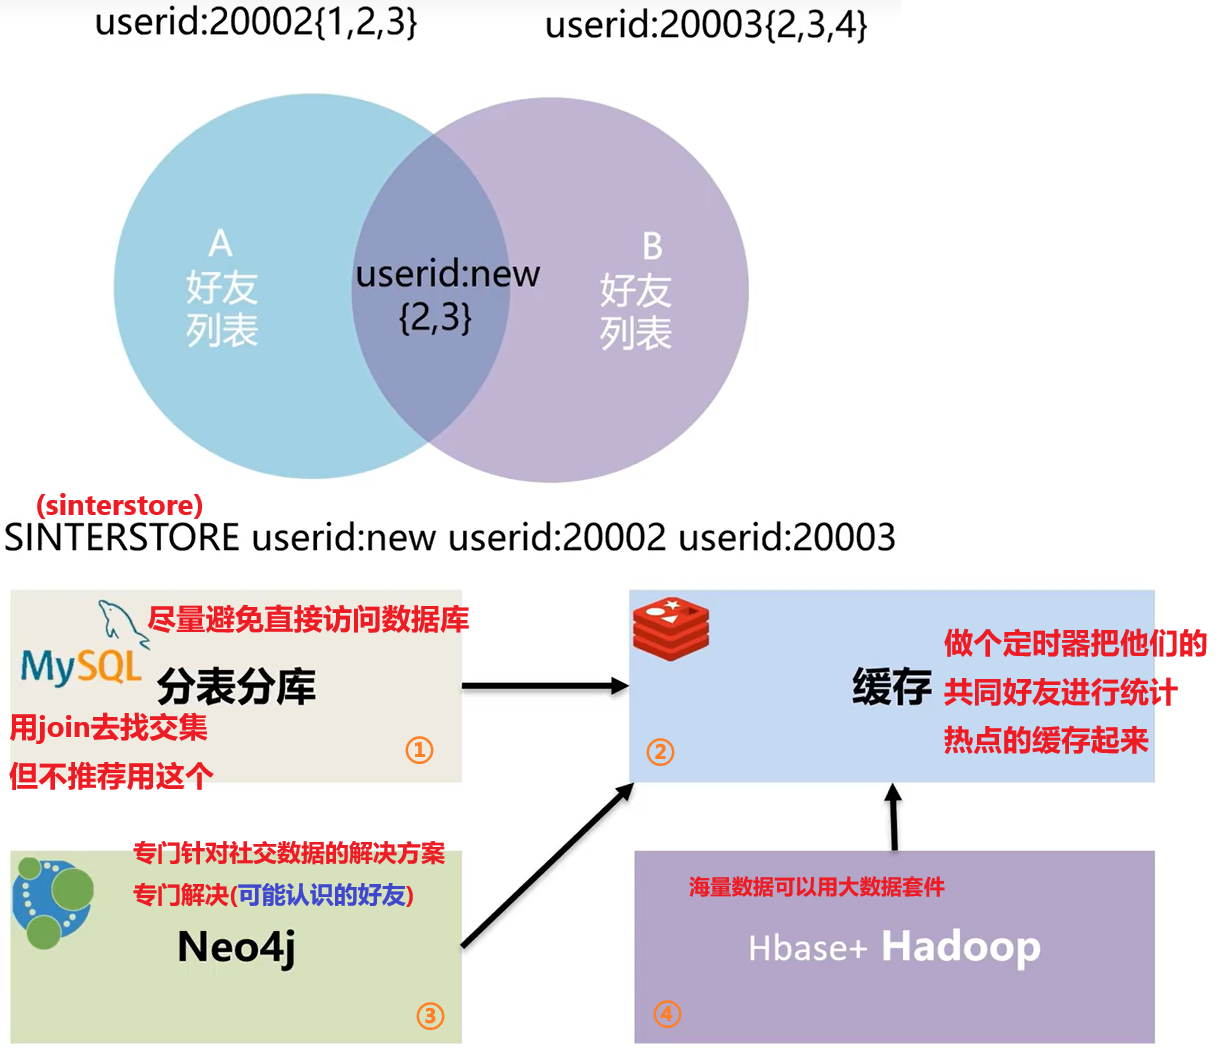 userid:20002{1,2,3}
userid:20003{2,3,4}
A
好友
列表
userid:new
{2,3}
B
好友
列表
(sinterstore)
SINTERSTORE userid:new userid:20002 userid:20003
尽量避免直接访问数据库
MySQL
分表分库
用join去找交集
但不推荐用这个
①
缓存
做个定时器把他们的
共同好友进行统计
热点的缓存起来
②
专门针对社交数据的解决方案
专门解决(可能认识的好友)
Neo4j
③
海量数据可以用大数据套件
Hbase+ Hadoop
④